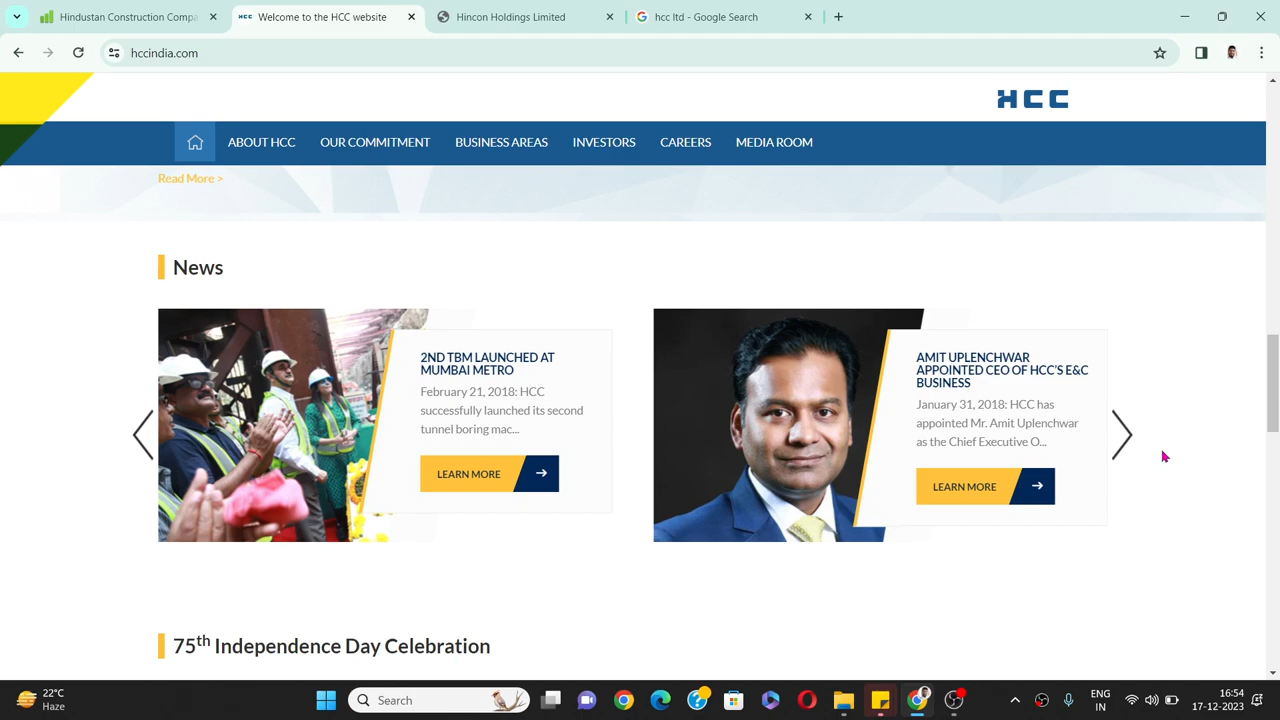 Hindustan Construction Compa
Welcome to the HCC website
Hincon Holdings Limited
hcc ltd - Google Search
hccindia.com
HCC
ABOUT HCC
OUR COMMITMENT
BUSINESS AREAS
INVESTORS
CAREERS
MEDIA ROOM
Read More >
News
2ND TBM LAUNCHED AT
MUMBAI METRO
February 21, 2018: HCC
successfully launched its second
tunnel boring mac...
LEARN MORE
AMIT UPLENCHWAR
APPOINTED CEO OF HCC'S E&C
BUSINESS
January 31, 2018: HCC has
appointed Mr. Amit Uplenchwar
as the Chief Executive O...
LEARN MORE
75th Independence Day Celebration
22°C
Haze
Search
ENG
IN
16:54
17-12-2023